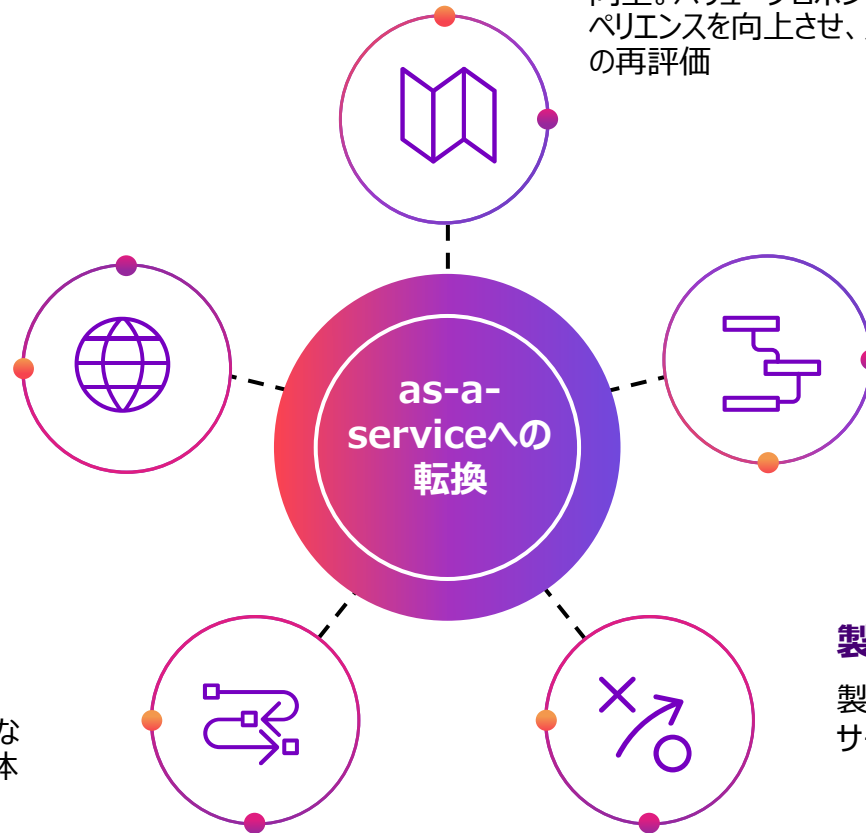 ペリエンスを向上させ、
の再評価
as-a-
serviceへの
転換
製
製
サ
な
体